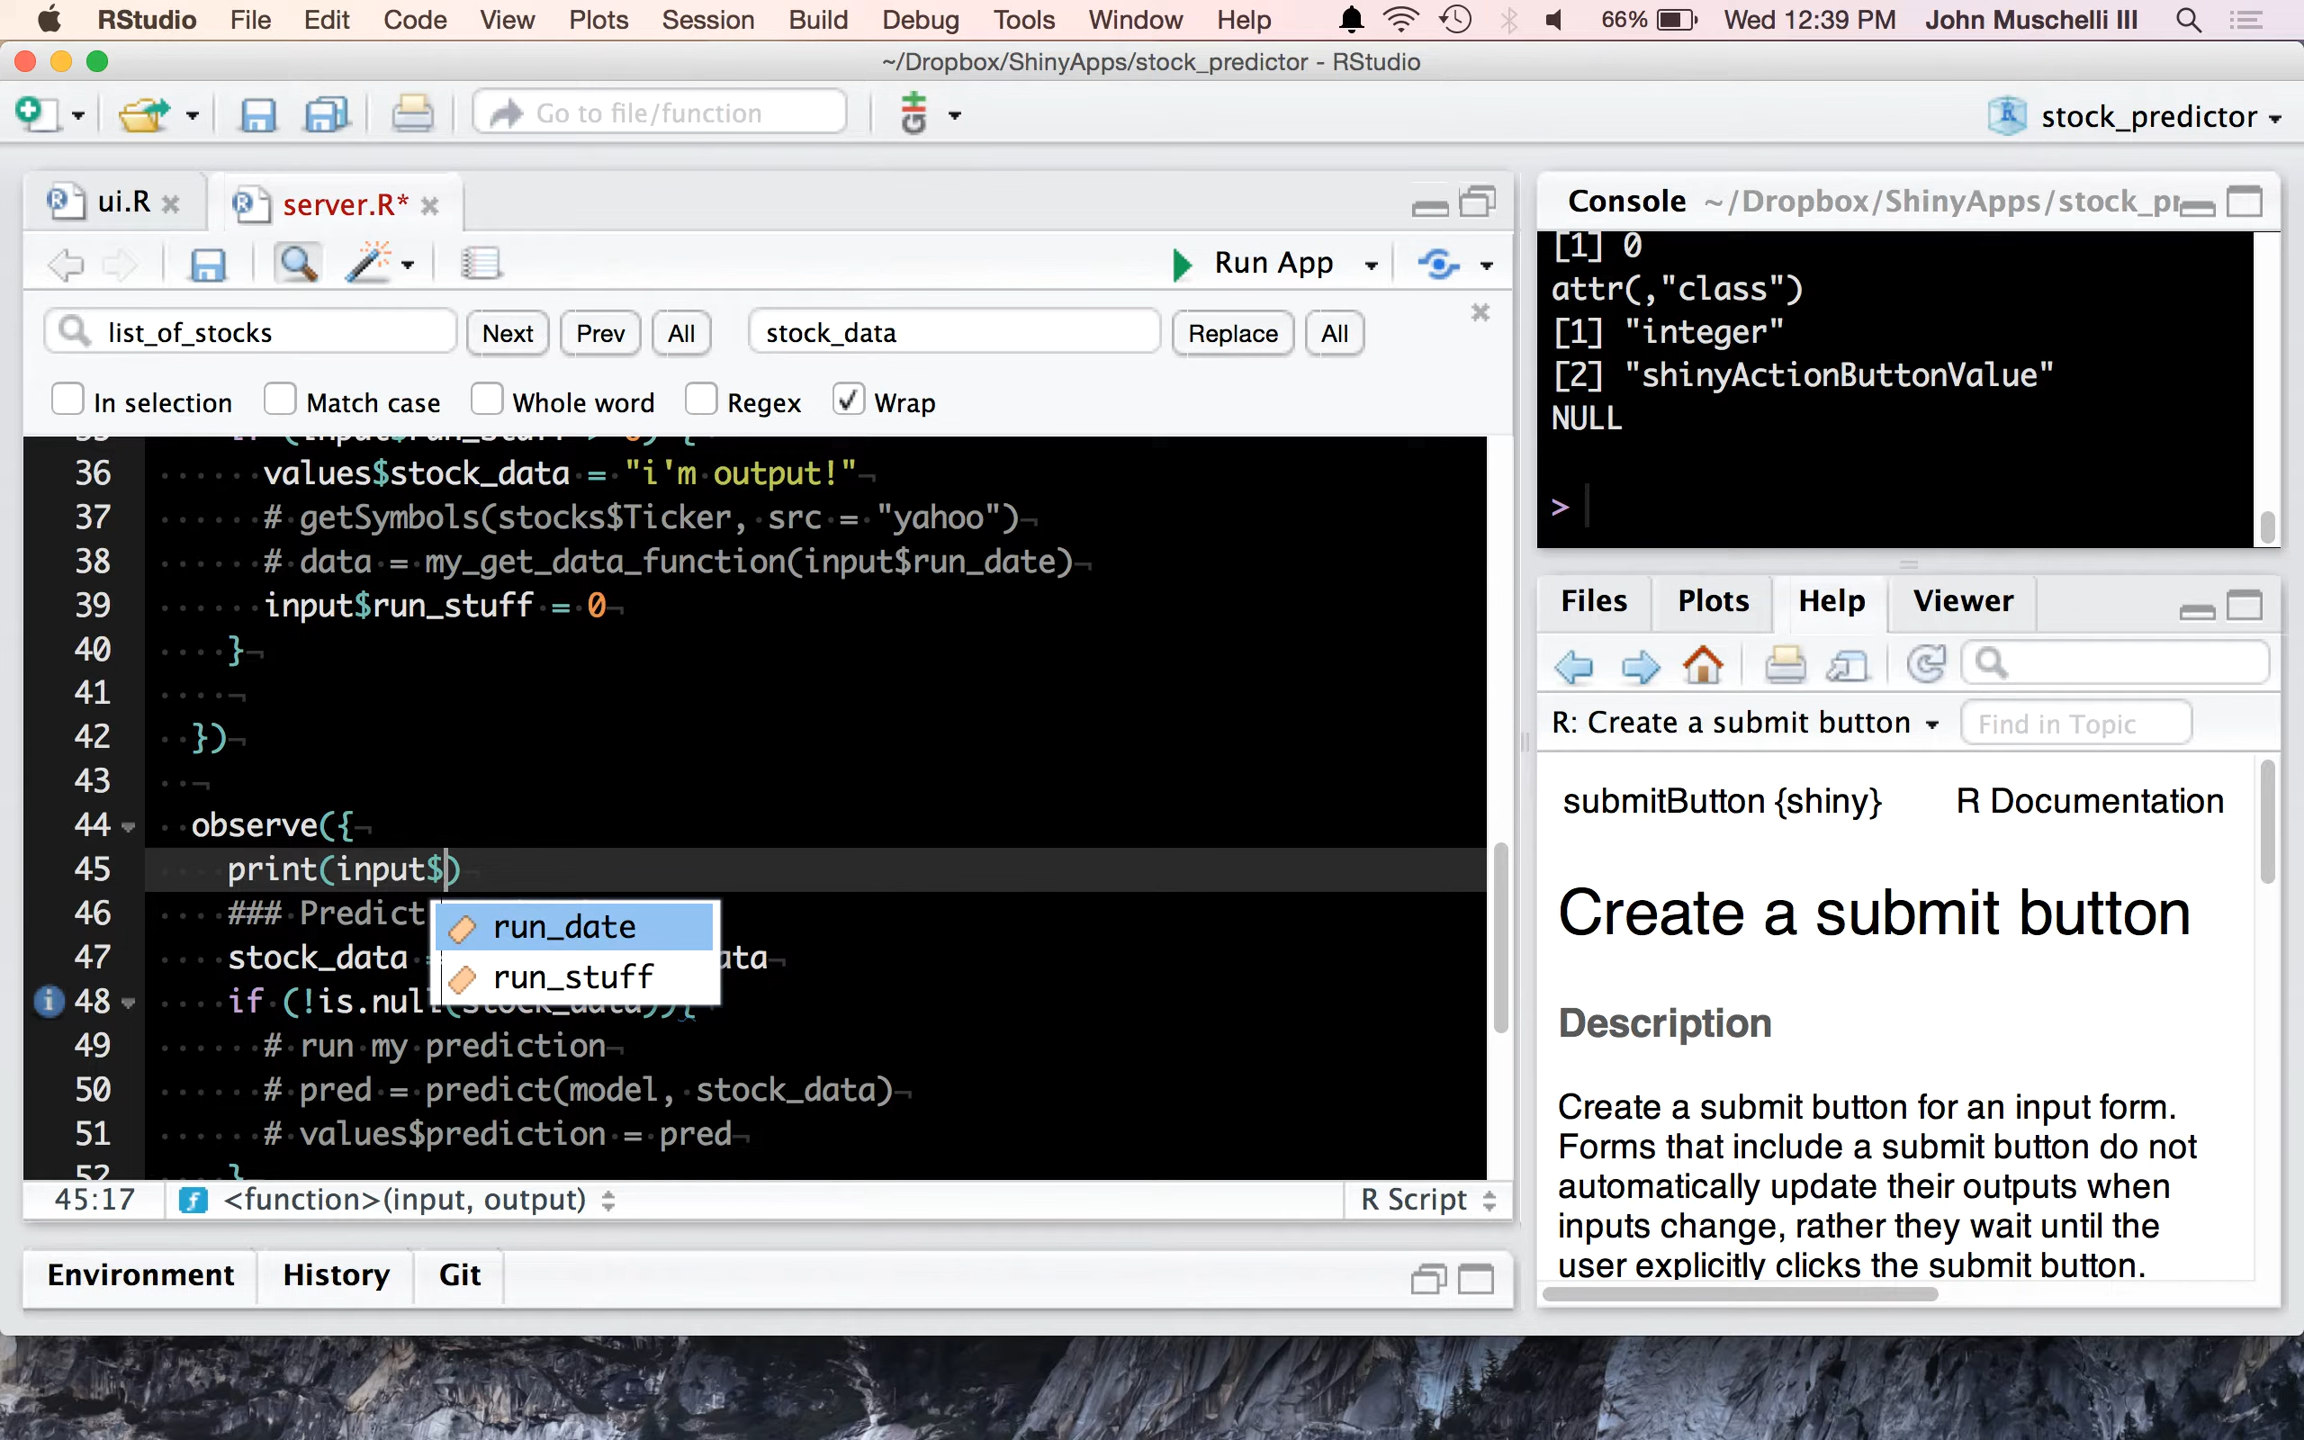 RStudio File Edit Code View Plots Session Build Debug Tools Window Help 66% Wed 12:39 PM John Muschelli III
~/Dropbox/ShinyApps/stock_predictor - RStudio
Go to file/function
stock_predictor
ui.R server.R*
Run App
list_of_stocks Next Prev All stock_data Replace All
In selection Match case Whole word Regex Wrap
36 values$stock_data = "i'm output!"
37 # getSymbols(stocks$Ticker, src = "yahoo")
38 # data = my_get_data_function(input$run_date)
39 input$run_stuff = 0
40 }
41
42 })
43
44 observe({
45 print(input$)
46 ### Predict
run_date
47 stock_data ata
run_stuff
48 if (!is.null(stock_data)){
49 # run my prediction
50 # pred = predict(model, stock_data)
51 # values$prediction = pred
52 }
45:17 <function>(input, output) R Script
Environment History Git
Console ~/Dropbox/ShinyApps/stock_pr
[1] 0
attr(,"class")
[1] "integer"
[2] "shinyActionButtonValue"
NULL
>
Files Plots Help Viewer
R: Create a submit button Find in Topic
submitButton {shiny} R Documentation
Create a submit button
Description
Create a submit button for an input form.
Forms that include a submit button do not
automatically update their outputs when
inputs change, rather they wait until the
user explicitly clicks the submit button.